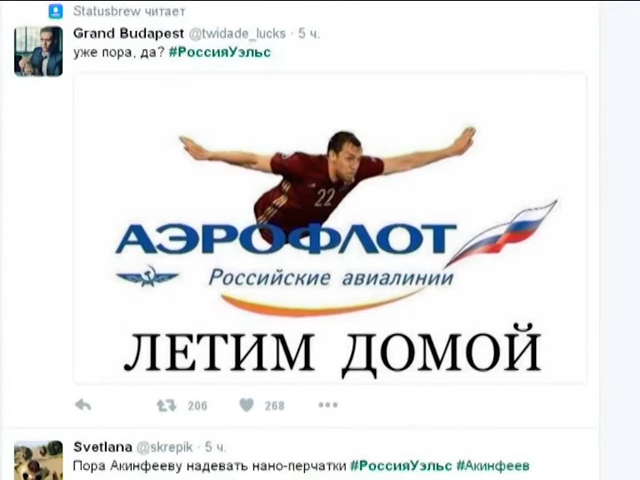 Statusbrew читает
Grand Budapest @twidade_lucks · 5 ч.
уже пора, да? #РоссияУэльс
22
АЭРОФЛОТ
Российские авиалинии
ЛЕТИМ ДОМОЙ
206 268
Svetlana @skrepik · 5 ч.
Пора Акинфееву надевать нано-перчатки #РоссияУэльс #Акинфеев